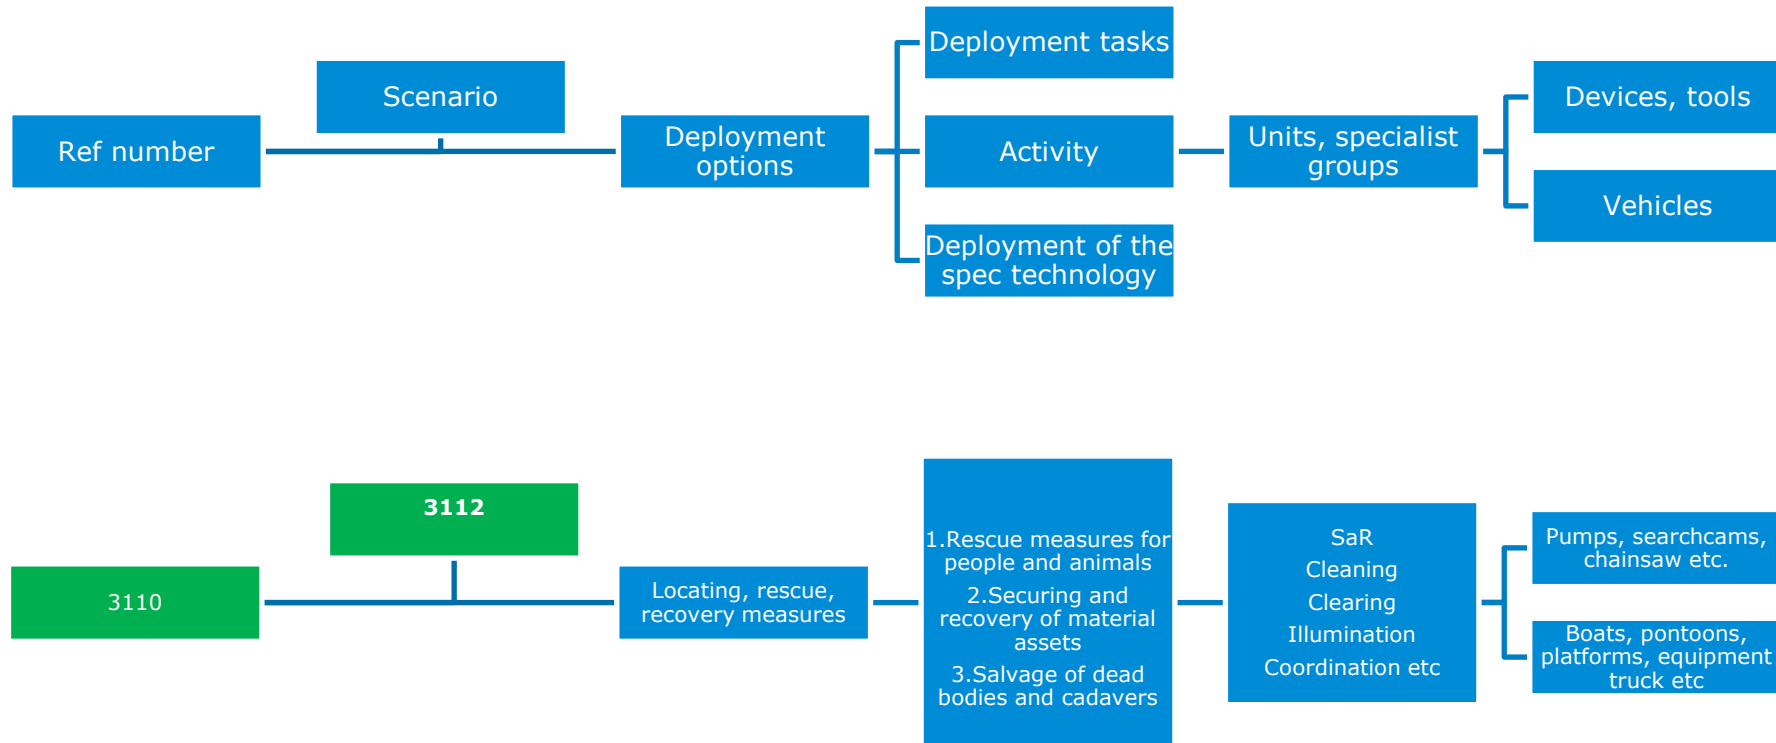 Ref number
Scenario
Deployment
options
Deployment tasks
Activity
Deployment of the
spec technology
Units, specialist
groups
Devices, tools
Vehicles
3110
3112
Locating, rescue,
recovery measures
1.Rescue measures for
people and animals
2.Securing and
recovery of material
assets
3.Salvage of dead
bodies and cadavers
SaR
Cleaning
Clearing
Illumination
Coordination etc
Pumps, searchcams,
chainsaw etc.
Boats, pontoons,
platforms, equipment
truck etc